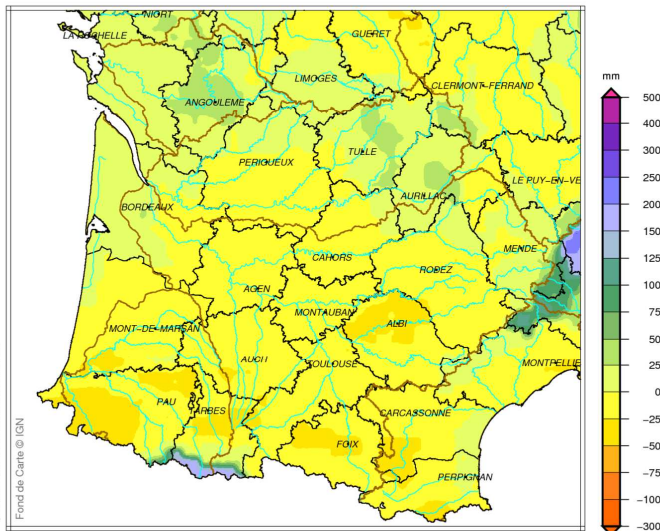 NIORT
LA ROCHELLE
GUERET
LIMOGES
CLERMONT-FERRAND
ANGOULEME
TULLE
PERIGUEUX
LE PUY-EN-VE
AURILLAC
BORDEAUX
MENDE
CAHORS
RODEZ
AGEN
MONTAUBAN
ALBI
MONT-DE-MARSAN
AUCH
TOULOUSE
MONTPELLIE
PAU
TARBES
CARCASSONNE
FOIX
PERPIGNAN
Fond de Carte © IGN
mm
500
400
300
250
200
150
125
100
75
50
25
0
-25
-50
-75
-100
-300